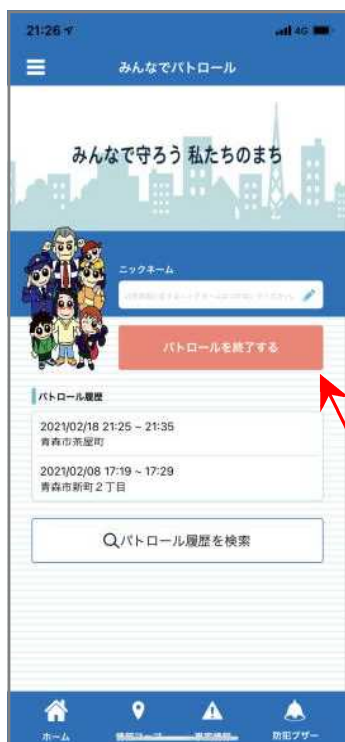 21:26
4G
みんなでパトロール
みんなで守ろう 私たちのまち
ニックネーム
パトロールを終了する
パトロール履歴
2021/02/18 21:25 ~ 21:35
青森市茶屋町
2021/02/08 17:19 ~ 17:29
青森市新町2丁目
パトロール履歴を検索
ホーム
防犯ブザー